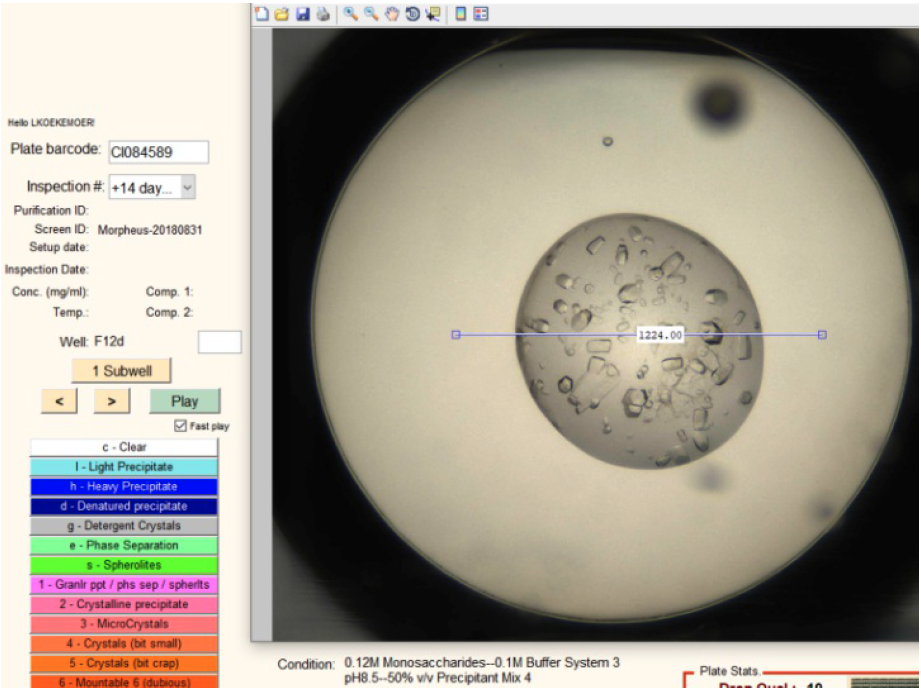 Hello LKOEKEMOER!
Plate barcode: CI084589
Inspection #: +14 day...
Purification ID:
Screen ID: Morpheus-20180831
Setup date:
Inspection Date:
Conc. (mg/ml): Comp. 1:
Temp.: Comp. 2:
Well: F12d
1 Subwell
< > Play
Fast play
c - Clear
l - Light Precipitate
h - Heavy Precipitate
d - Denatured precipitate
g - Detergent Crystals
e - Phase Separation
s - Spherolites
1 - Granlr ppt / phs sep / spherlts
2 - Crystalline precipitate
3 - MicroCrystals
4 - Crystals (bit small)
5 - Crystals (bit crap)
6 - Mountable 6 (dubious)
1224.00
Condition: 0.12M Monosaccharides--0.1M Buffer System 3
pH8.5--50% v/v Precipitant Mix 4
Plate Stats